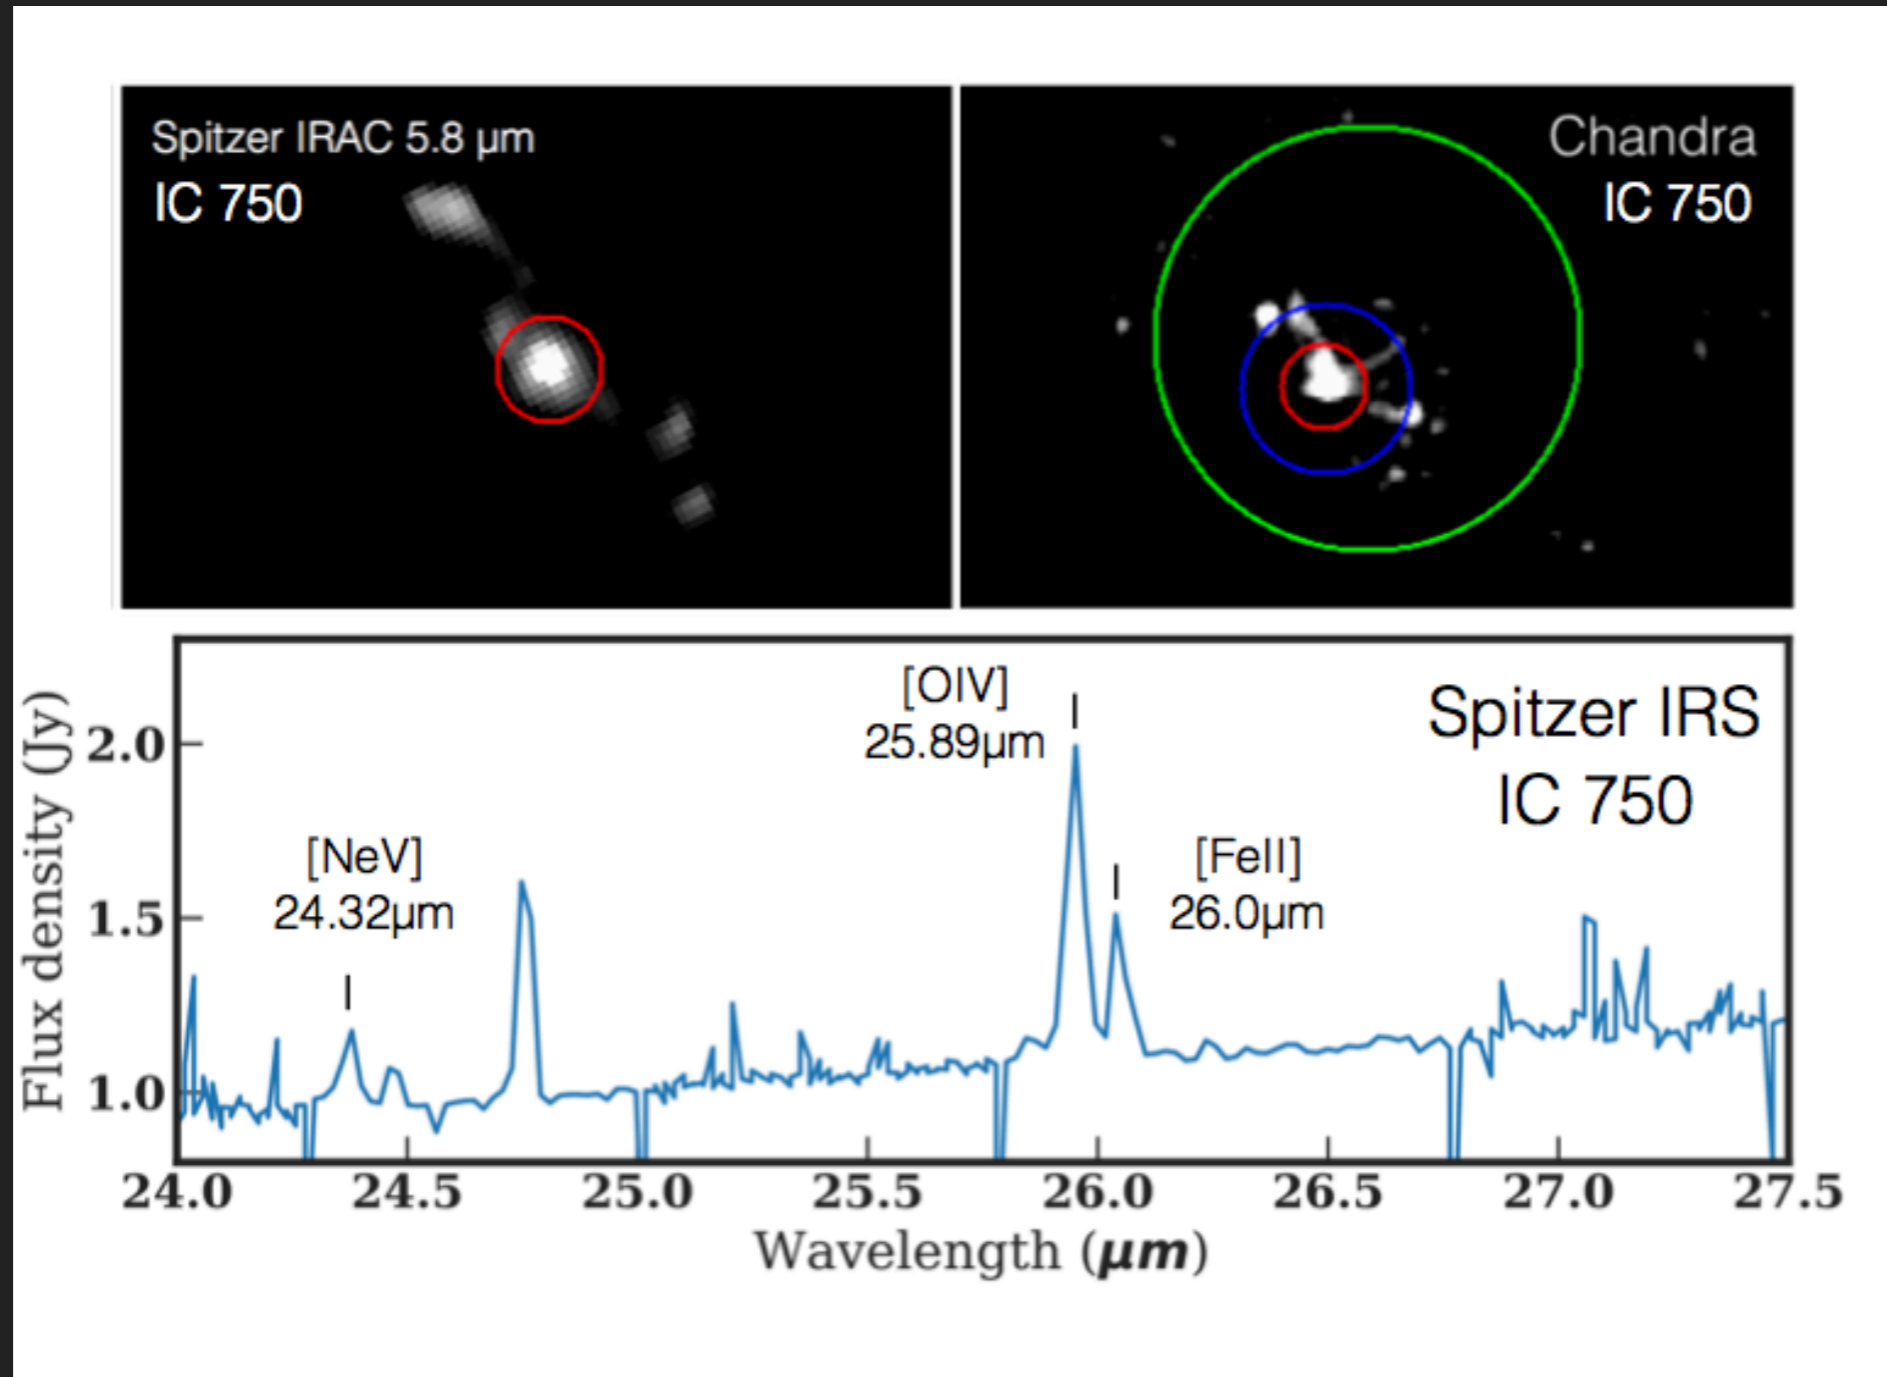 Spitzer IRAC 5.8 µm
IC 750
Chandra
IC 750
Spitzer IRS
IC 750
[OIV]
25.89µm
[NeV]
24.32µm
[FeII]
26.0µm
Flux density (Jy)
2.0
1.5
1.0
24.0 24.5 25.0 25.5 26.0 26.5 27.0 27.5
Wavelength (µm)